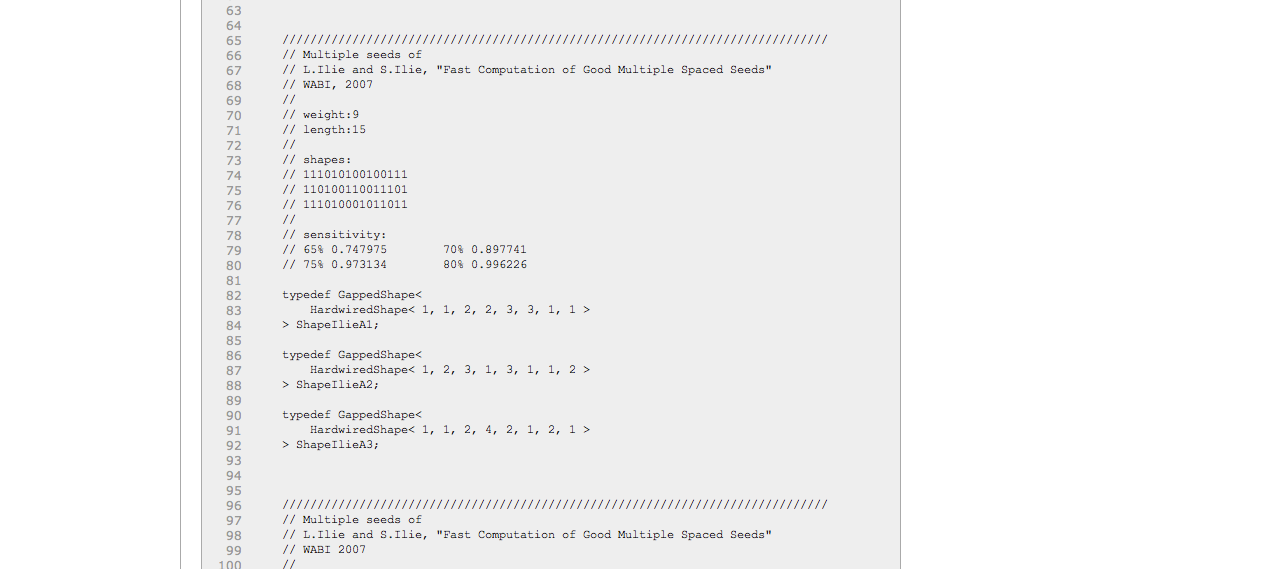 63
64
65 ///////////////////////////////////////////////////////////////////////////////
66 // Multiple seeds of
67 // L.Ilie and S.Ilie, "Fast Computation of Good Multiple Spaced Seeds"
68 // WABI, 2007
69 //
70 // weight:9
71 // length:15
72 //
73 // shapes:
74 // 111010100100111
75 // 110100110011101
76 // 111010001011011
77 //
78 // sensitivity:
79 // 65% 0.747975        70% 0.897741
80 // 75% 0.973134        80% 0.996226
81
82 typedef GappedShape<
83     HardwiredShape< 1, 1, 2, 2, 3, 3, 1, 1 >
84 > ShapeIlieA1;
85
86 typedef GappedShape<
87     HardwiredShape< 1, 2, 3, 1, 3, 1, 1, 2 >
88 > ShapeIlieA2;
89
90 typedef GappedShape<
91     HardwiredShape< 1, 1, 2, 4, 2, 1, 2, 1 >
92 > ShapeIlieA3;
93
94
95
96 ///////////////////////////////////////////////////////////////////////////////
97 // Multiple seeds of
98 // L.Ilie and S.Ilie, "Fast Computation of Good Multiple Spaced Seeds"
99 // WABI 2007
100 //